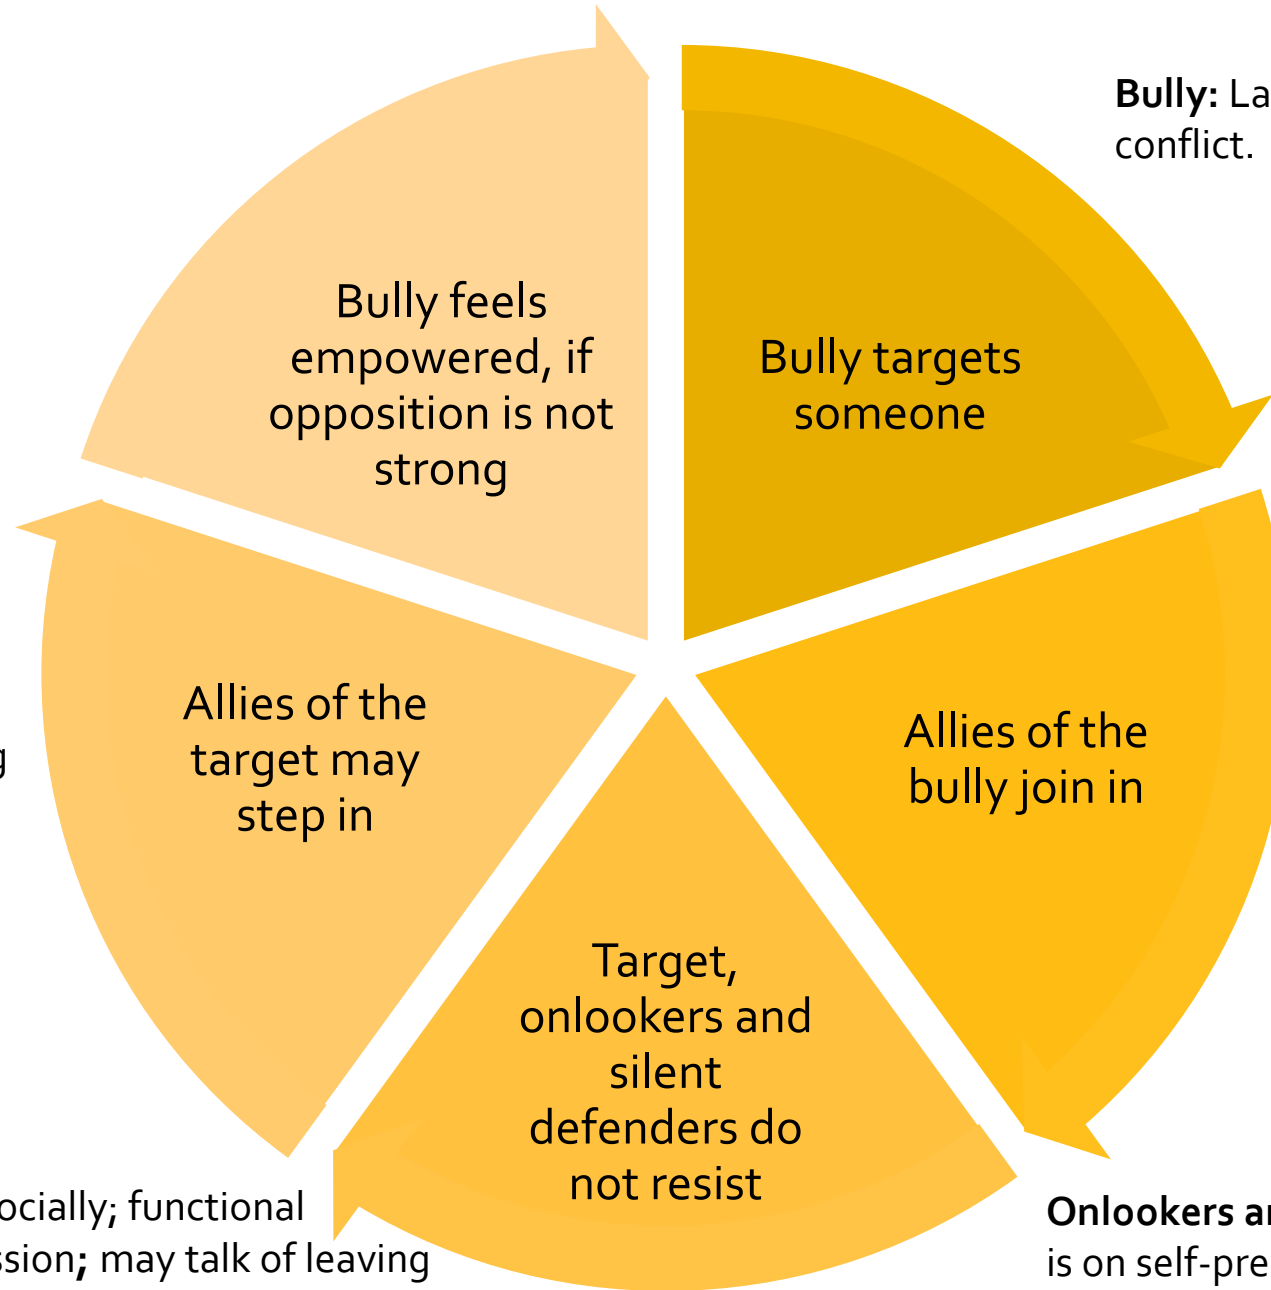 Bully: La
conflict.
Bully feels
empowered, if
opposition is not
strong
Bully targets
someone
Allies of the
target may
step in
Allies of the
bully join in
g
Target,
onlookers and
silent
defenders do
not resist
ocially; functional
ssion; may talk of leaving
Onlookers ar
is on self-pre